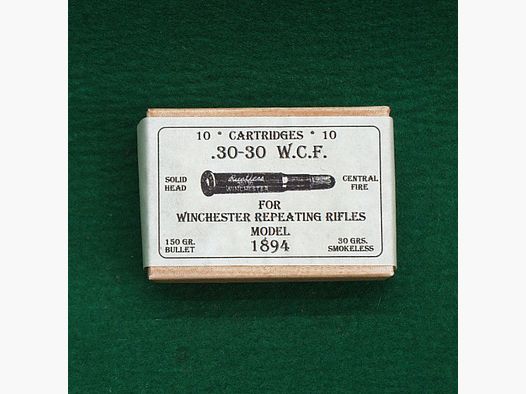 10 * CARTRIDGES * 10
.30-30 W.C.F.
SOLID
HEAD
WINCHESTER
CENTRAL
FIRE
FOR
WINCHESTER REPEATING RIFLES
MODEL
1894
150 GR.
BULLET
30 GRS.
SMOKELESS